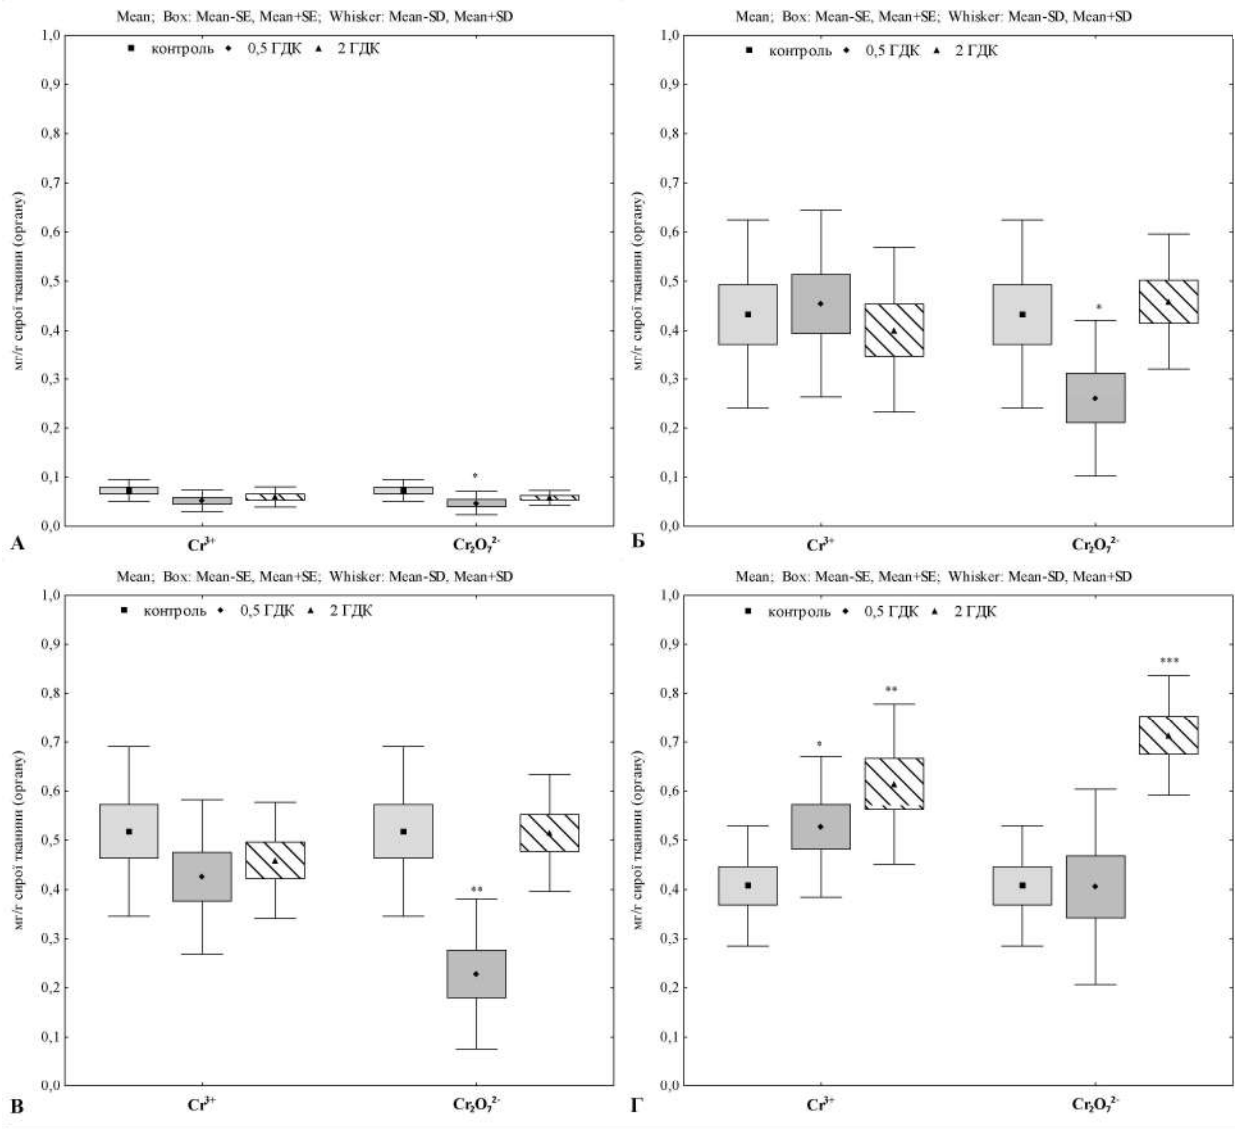 Mean; Box: Mean-SE, Mean+SE; Whisker: Mean-SD, Mean+SD
контроль 0,5 ГДК 2 ГДК
мг/г сирої тканини (органу)
1,0
0,9
0,8
0,7
0,6
0,5
0,4
0,3
0,2
0,1
0,0
*
Cr³⁺ Cr₂O₇²⁻
А
Mean; Box: Mean-SE, Mean+SE; Whisker: Mean-SD, Mean+SD
контроль 0,5 ГДК 2 ГДК
мг/г сирої тканини (органу)
1,0
0,9
0,8
0,7
0,6
0,5
0,4
0,3
0,2
0,1
0,0
*
Cr³⁺ Cr₂O₇²⁻
Б
Mean; Box: Mean-SE, Mean+SE; Whisker: Mean-SD, Mean+SD
контроль 0,5 ГДК 2 ГДК
мг/г сирої тканини (органу)
1,0
0,9
0,8
0,7
0,6
0,5
0,4
0,3
0,2
0,1
0,0
**
Cr³⁺ Cr₂O₇²⁻
В
Mean; Box: Mean-SE, Mean+SE; Whisker: Mean-SD, Mean+SD
контроль 0,5 ГДК 2 ГДК
мг/г сирої тканини (органу)
1,0
0,9
0,8
0,7
0,6
0,5
0,4
0,3
0,2
0,1
0,0
* ** ***
Cr³⁺ Cr₂O₇²⁻
Г